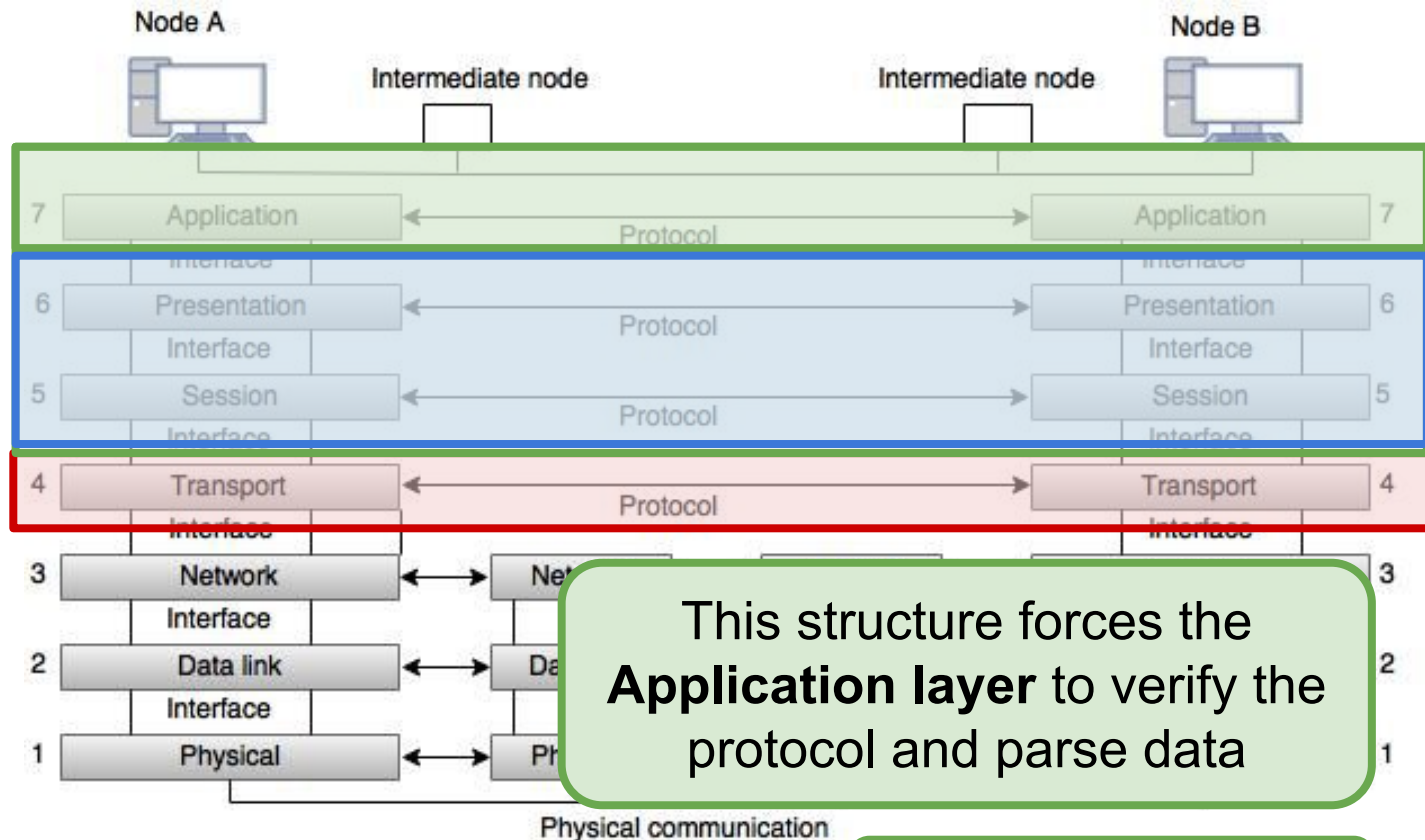 Node A
Node B
Intermediate node
Intermediate node
7 Application Protocol Application 7
Interface Interface
6 Presentation Protocol Presentation 6
Interface Interface
5 Session Protocol Session 5
Interface Interface
4 Transport Protocol Transport 4
Interface Interface
3 Network Net 3
Interface
2 Data link Da 2
Interface
1 Physical Ph 1
This structure forces the
Application layer to verify the
protocol and parse data
Physical communication